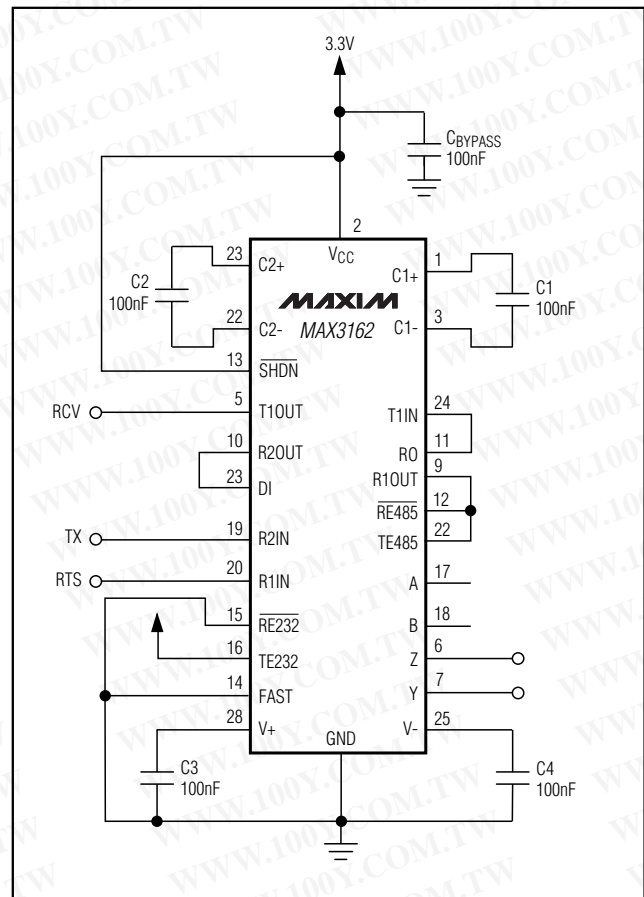 3.3V
CBYPASS
100nF
2
VCC
23
C2+
C2
100nF
22
C2-
1
C1+
C1
100nF
3
C1-
MAXIM
MAX3162
13
SHDN
RCV
5
T1OUT
24
T1IN
10
R2OUT
11
RO
23
DI
9
R1OUT
12
RE485
22
TE485
TX
19
R2IN
RTS
20
R1IN
17
A
18
B
15
RE232
16
TE232
6
Z
14
FAST
7
Y
28
V+
GND
25
V-
C3
100nF
C4
100nF
WWW.100Y.COM.TW